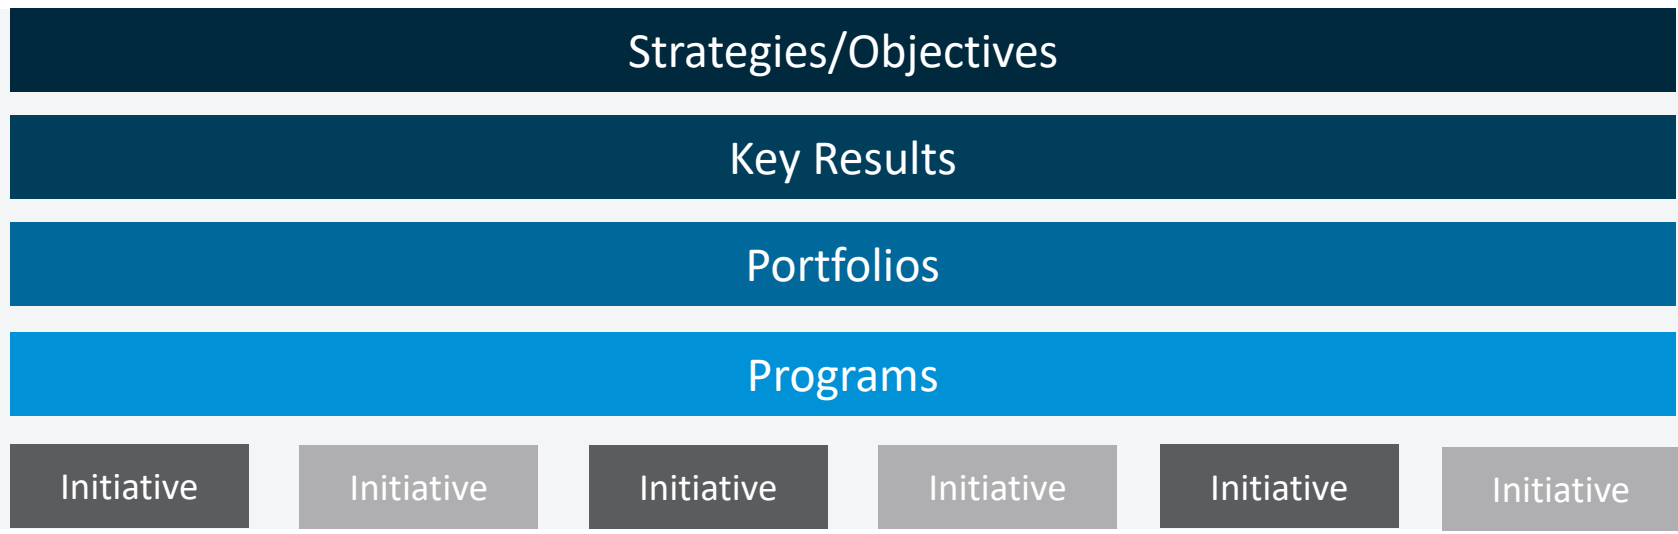 Strategies/Objectives
Key Results
Portfolios
Programs
Initiative Initiative Initiative Initiative Initiative Initiative